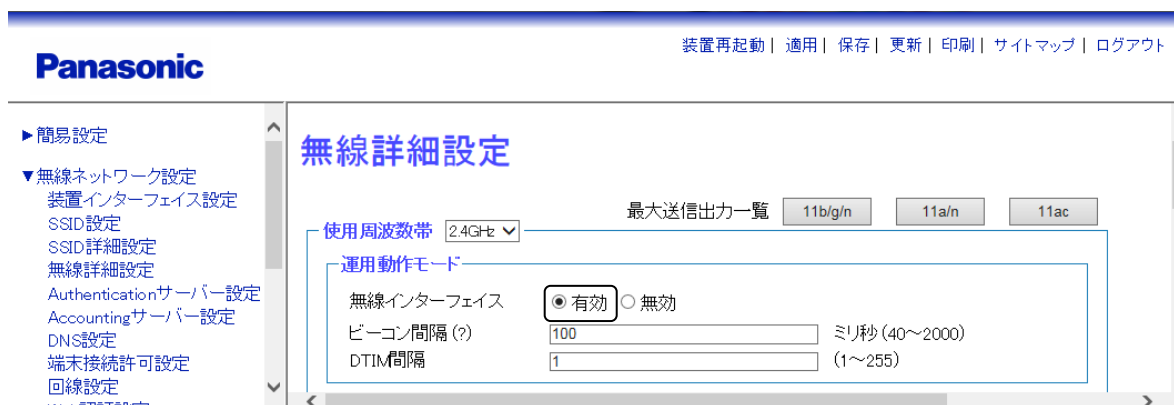 装置再起動| 適用| 保存| 更新| 印刷| サイトマップ| ログアウト
Panasonic
▶簡易設定
▼無線ネットワーク設定
装置インターフェイス設定
SSID設定
SSID詳細設定
無線詳細設定
Authenticationサーバー設定
Accountingサーバー設定
DNS設定
端末接続許可設定
回線設定
無線詳細設定
最大送信出力一覧 11b/g/n 11a/n 11ac
使用周波数帯 2.4GHz
運用動作モード
無線インターフェイス 有効 無効
ビーコン間隔(?) 100 ミリ秒(40～2000)
DTIM間隔 1 (1～255)